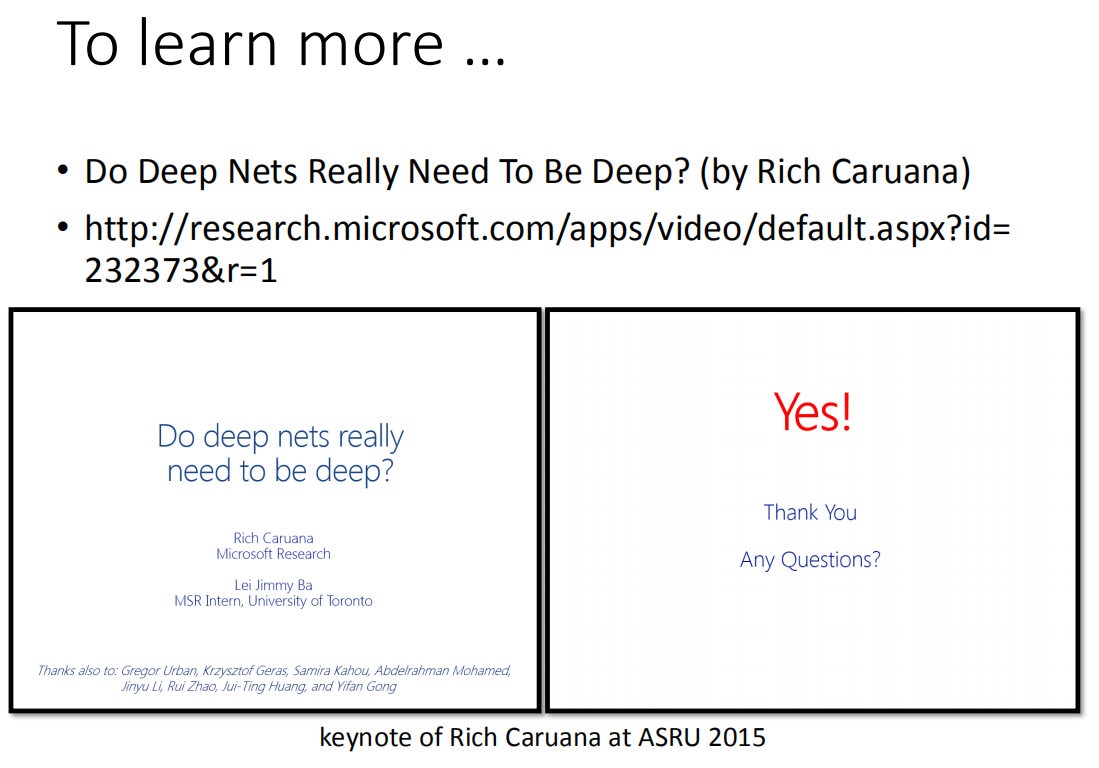 To learn more …
• Do Deep Nets Really Need To Be Deep? (by Rich Caruana)
• http://research.microsoft.com/apps/video/default.aspx?id=
232373&r=1
Do deep nets really
need to be deep?
Rich Caruana
Microsoft Research
Lei Jimmy Ba
MSR Intern, University of Toronto
Thanks also to: Gregor Urban, Krzysztof Geras, Samira Kahou, Abdelrahman Mohamed,
Jinyu Li, Rui Zhao, Jui-Ting Huang, and Yifan Gong
Yes!
Thank You
Any Questions?
keynote of Rich Caruana at ASRU 2015